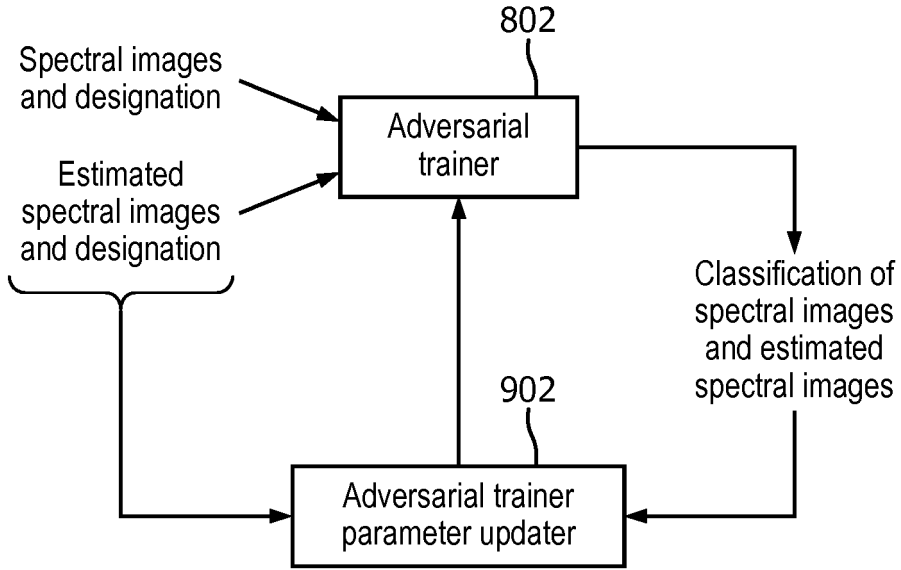 802
Spectral images
and designation
Adversarial
trainer
Estimated
spectral images
and designation
Classification of
spectral images
and estimated
spectral images
902
Adversarial trainer
parameter updater